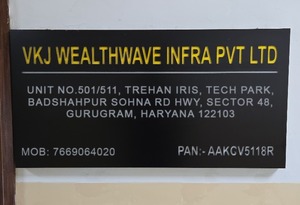 VKJ WEALTHWAVE INFRA PVT LTD
UNIT NO.501/511, TREHAN IRIS, TECH PARK,
BADSHAHPUR SOHNA RD HWY, SECTOR 48,
GURUGRAM, HARYANA 122103
MOB: 7669064020 PAN:- AAKCV5118R